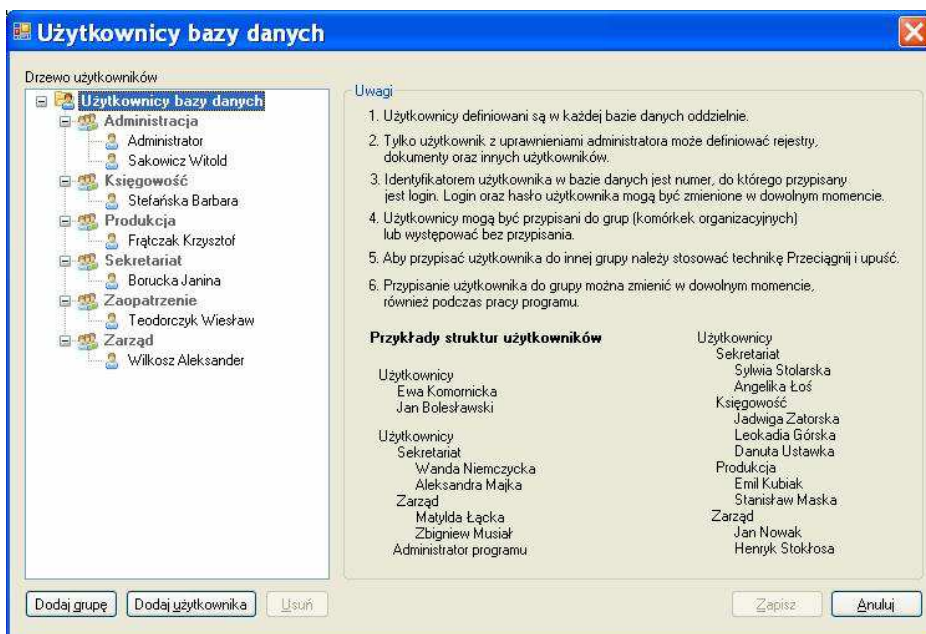 Użytkownicy bazy danych
Drzewo użytkowników
Użytkownicy bazy danych
Administracja
Administrator
Sakowicz Witold
Księgowość
Stefańska Barbara
Produkcja
Frątczak Krzysztof
Sekretariat
Borucka Janina
Zaopatrzenie
Teodorczyk Wiesław
Zarząd
Wilkosz Aleksander
Uwagi
1. Użytkownicy definiowani są w każdej bazie danych oddzielnie.
2. Tylko użytkownik z uprawnieniami administratora może definiować rejestry,
dokumenty oraz innych użytkowników.
3. Identyfikatorem użytkownika w bazie danych jest numer, do którego przypisany
jest login. Login oraz hasło użytkownika mogą być zmienione w dowolnym momencie.
4. Użytkownicy mogą być przypisani do grup (komórkek organizacyjnych)
lub występować bez przypisania.
5. Aby przypisać użytkownika do innej grupy należy stosować technikę Przeciągnij i upuść.
6. Przypisanie użytkownika do grupy można zmienić w dowolnym momencie,
również podczas pracy programu.
Przykłady struktur użytkowników
Użytkownicy
Ewa Komornicka
Jan Bolesławski
Użytkownicy
Sekretariat
Wanda Niemczycka
Aleksandra Majka
Zarząd
Matylda Łącka
Zbigniew Musiał
Administrator programu
Użytkownicy
Sekretariat
Sylwia Stolarska
Angelika Łoś
Księgowość
Jadwiga Zatorska
Leokadia Górska
Danuta Ustawka
Produkcja
Emil Kubiak
Stanisław Maska
Zarząd
Jan Nowak
Henryk Stokłosa
Dodaj grupę
Dodaj użytkownika
Usuń
Zapisz
Anuluj